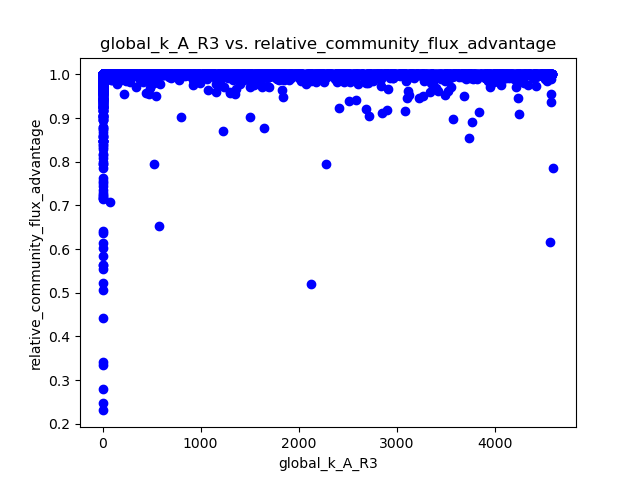 global_k_A_R3 vs. relative_community_flux_advantage
relative_community_flux_advantage
1.0
0.9
0.8
0.7
0.6
0.5
0.4
0.3
0.2
0 1000 2000 3000 4000
global_k_A_R3